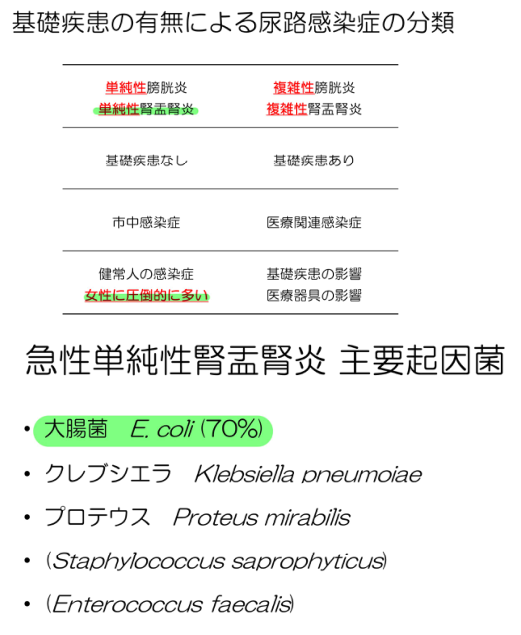 基礎疾患の有無による尿路感染症の分類
単純性膀胱炎 複雑性膀胱炎
単純性腎盂腎炎 複雑性腎盂腎炎
基礎疾患なし 基礎疾患あり
市中感染症 医療関連感染症
健常人の感染症 基礎疾患の影響
女性に圧倒的に多い 医療器具の影響
急性単純性腎盂腎炎 主要起因菌
• 大腸菌 E. coli (70%)
• クレブシエラ Klebsiella pneumoiae
• プロテウス Proteus mirabilis
• (Staphylococcus saprophyticus)
• (Enterococcus faecalis)